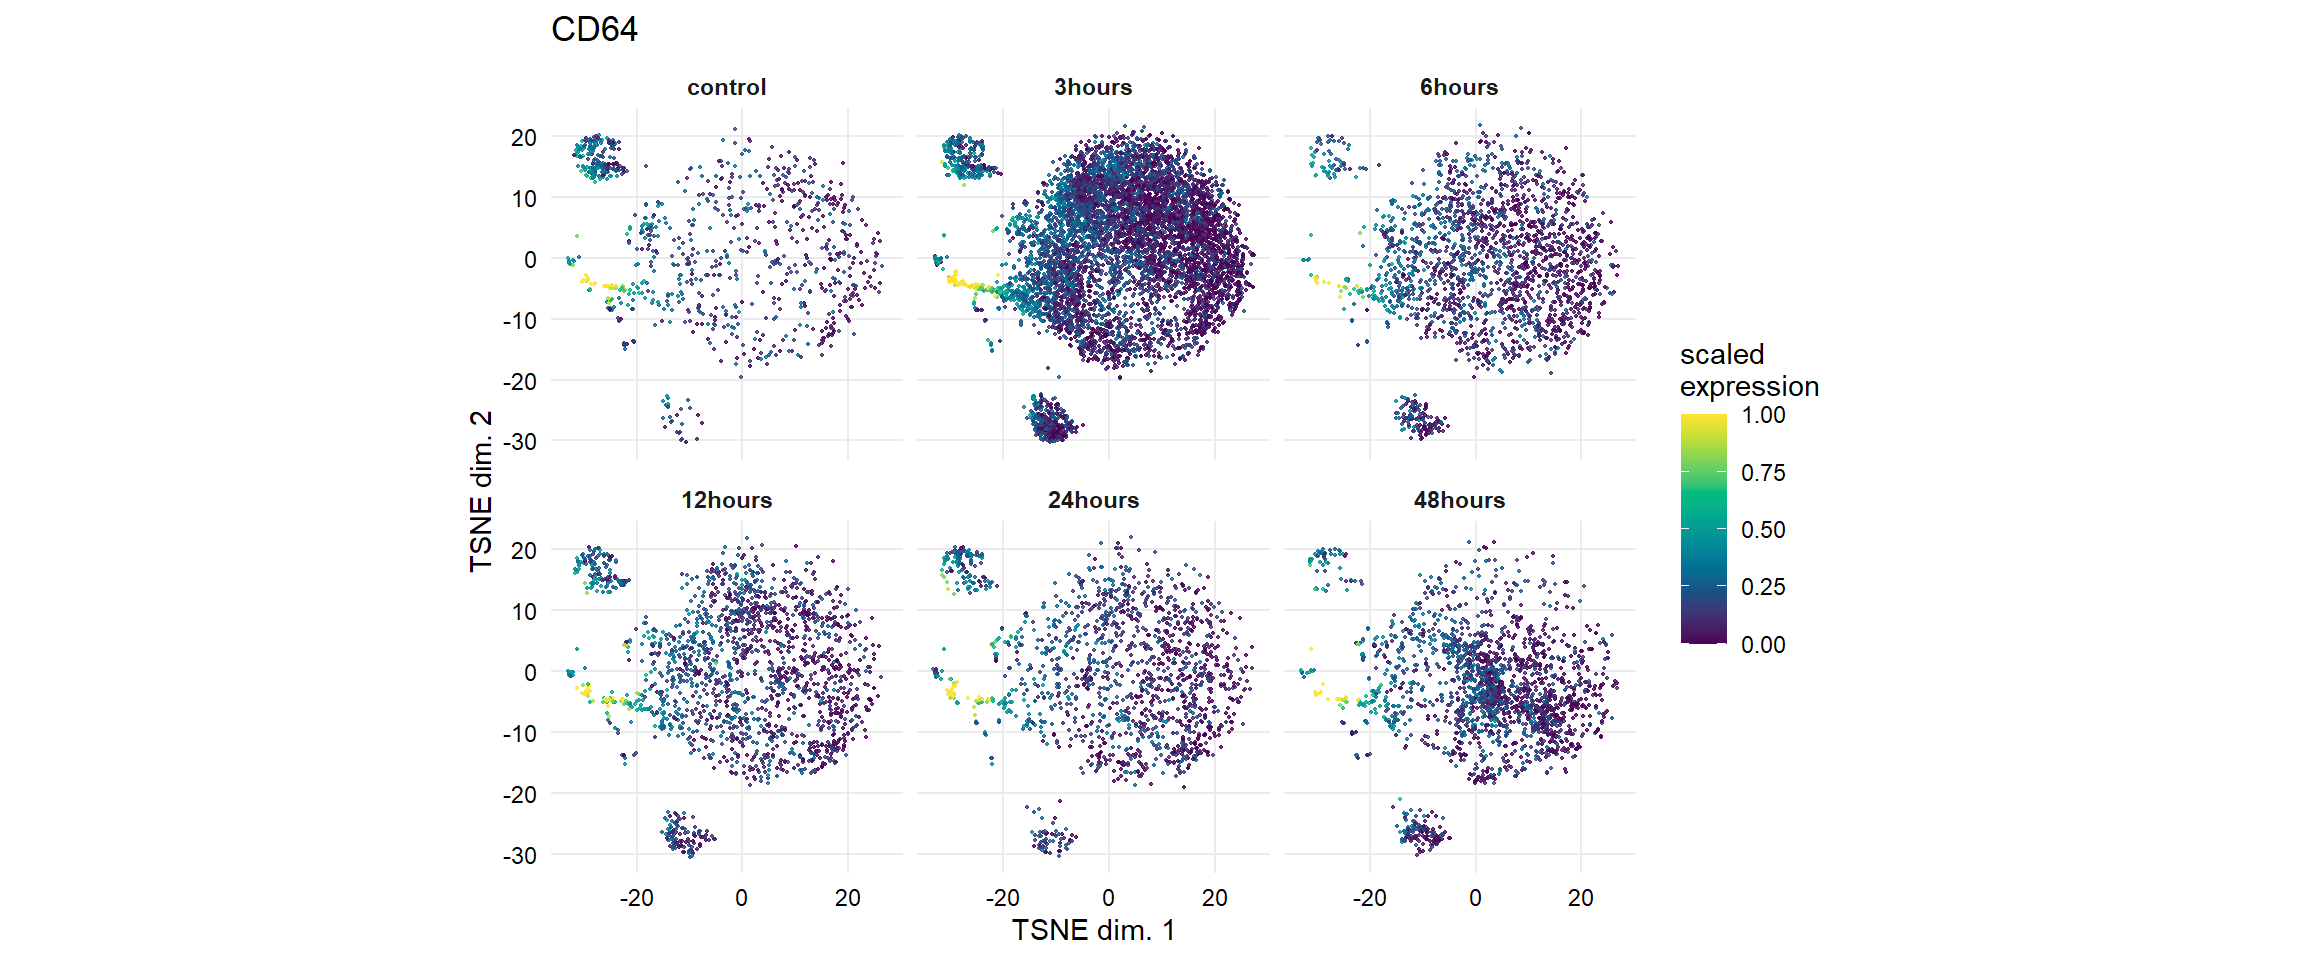 CD64
control
3hours
6hours
20
10
0
-10
-20
-30
12hours
24hours
48hours
20
10
0
-10
-20
-30
-20 0 20
-20 0 20
-20 0 20
TSNE dim. 1
TSNE dim. 2
scaled
expression
1.00
0.75
0.50
0.25
0.00